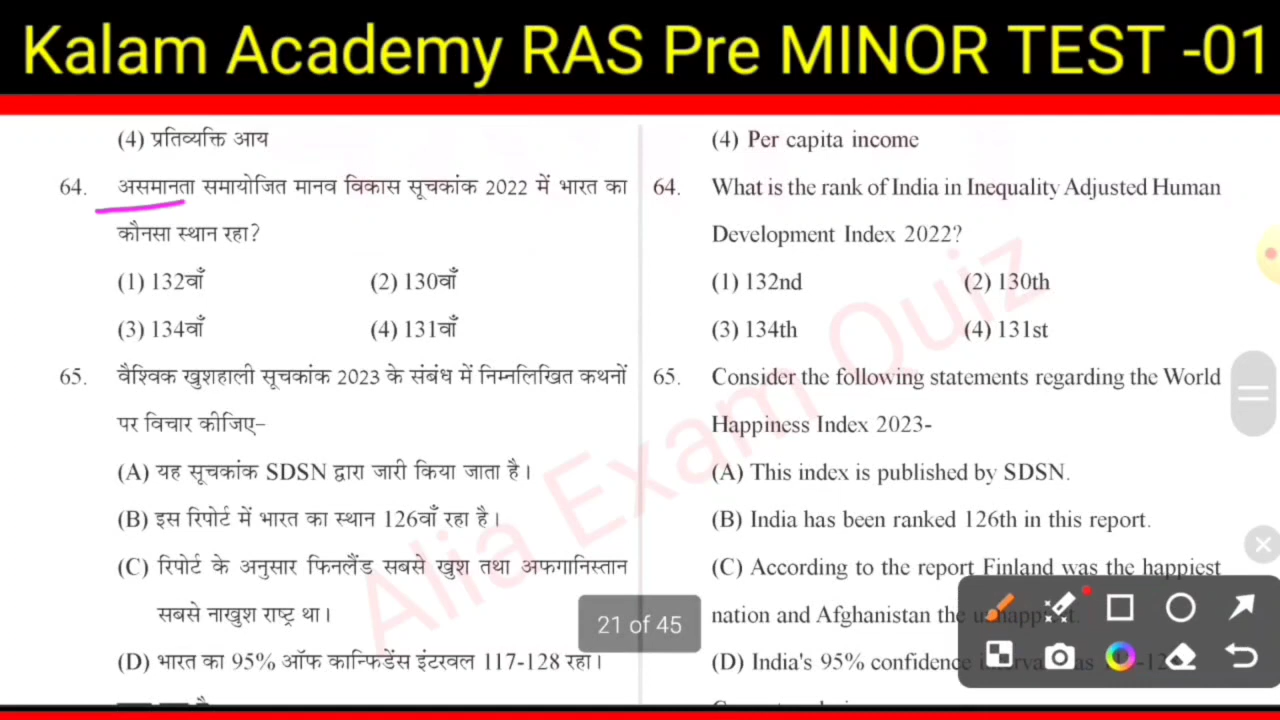 Kalam Academy RAS Pre MINOR TEST -01
(4) प्रतिव्यक्ति आय
64. असमानता समायोजित मानव विकास सूचकांक 2022 में भारत का
कौनसा स्थान रहा?
(1) 132वाँ (2) 130वाँ
(3) 134वाँ (4) 131वाँ
65. वैश्विक खुशहाली सूचकांक 2023 के संबंध में निम्नलिखित कथनों
पर विचार कीजिए-
(A) यह सूचकांक SDSN द्वारा जारी किया जाता है।
(B) इस रिपोर्ट में भारत का स्थान 126वाँ रहा है।
(C) रिपोर्ट के अनुसार फिनलैंड सबसे खुश तथा अफगानिस्तान
सबसे नाखुश राष्ट्र था।
(D) भारत का 95% ऑफ कान्फिडेंस इंटरवल 117-128 रहा।
(4) Per capita income
64. What is the rank of India in Inequality Adjusted Human
Development Index 2022?
(1) 132nd (2) 130th
(3) 134th (4) 131st
65. Consider the following statements regarding the World
Happiness Index 2023-
(A) This index is published by SDSN.
(B) India has been ranked 126th in this report.
(C) According to the report Finland was the happiest
nation and Afghanistan the
(D) India's 95% confidence
Alia Exam Quiz
21 of 45